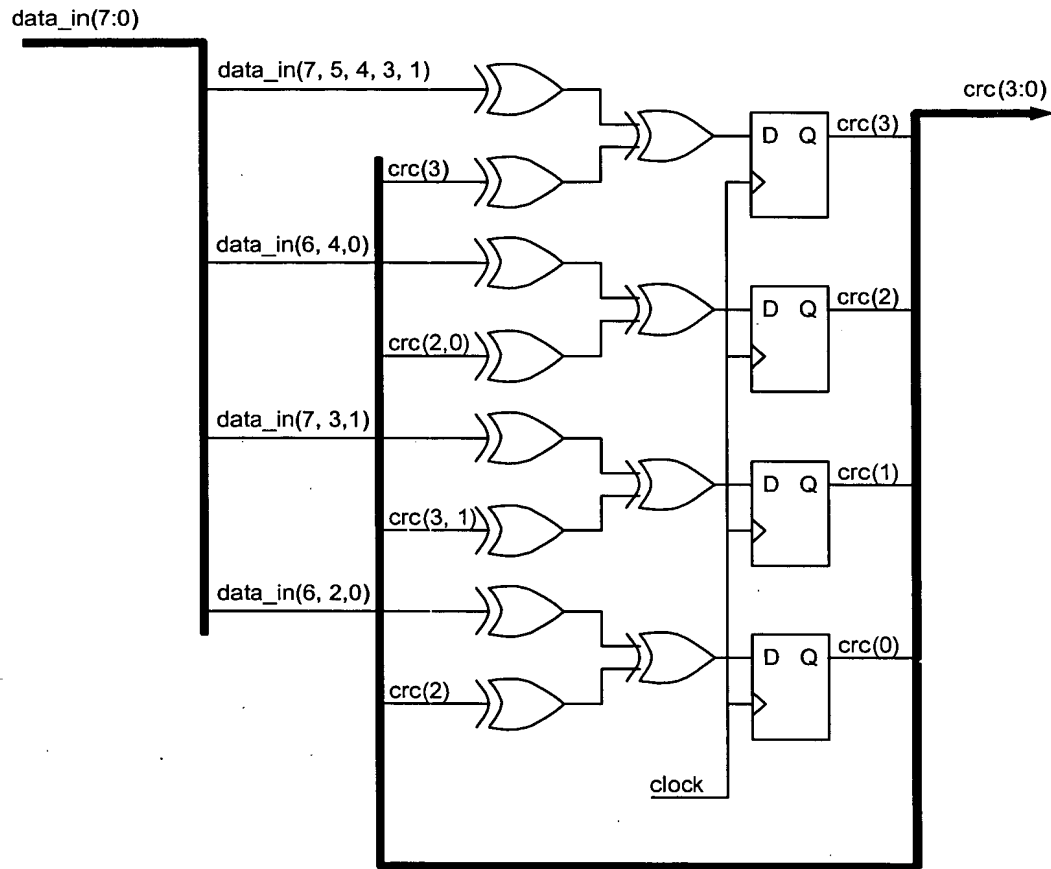 data_in(7:0)
data_in(7, 5, 4, 3, 1)
crc(3:0)
D Q
crc(3)
crc(3)
data_in(6, 4,0)
D Q
crc(2)
crc(2,0)
data_in(7, 3,1)
D Q
crc(1)
crc(3, 1)
data_in(6, 2,0)
D Q
crc(0)
crc(2)
clock